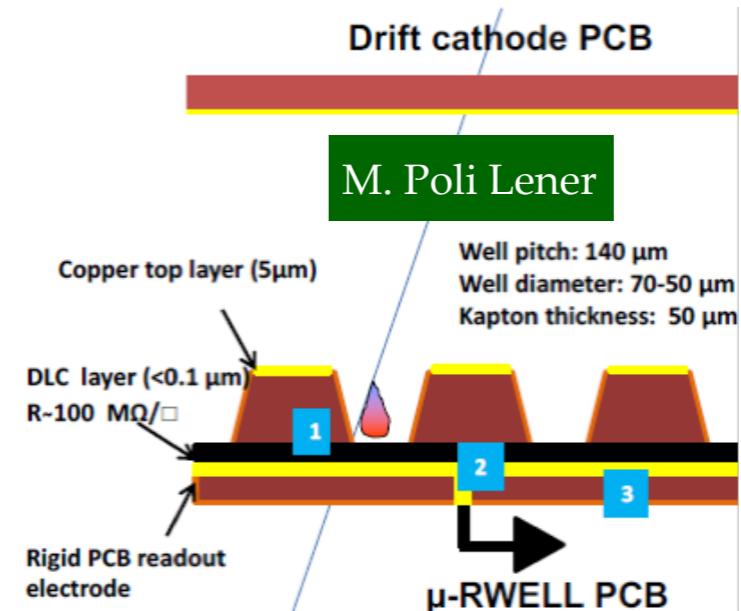 Drift cathode PCB
M. Poli Lener
Well pitch: 140 µm
Well diameter: 70-50 µm
Kapton thickness: 50 µm
Copper top layer (5µm)
DLC layer (<0.1 µm)
R~100 MΩ/□
1
2
3
Rigid PCB readout
electrode
µ-RWELL PCB